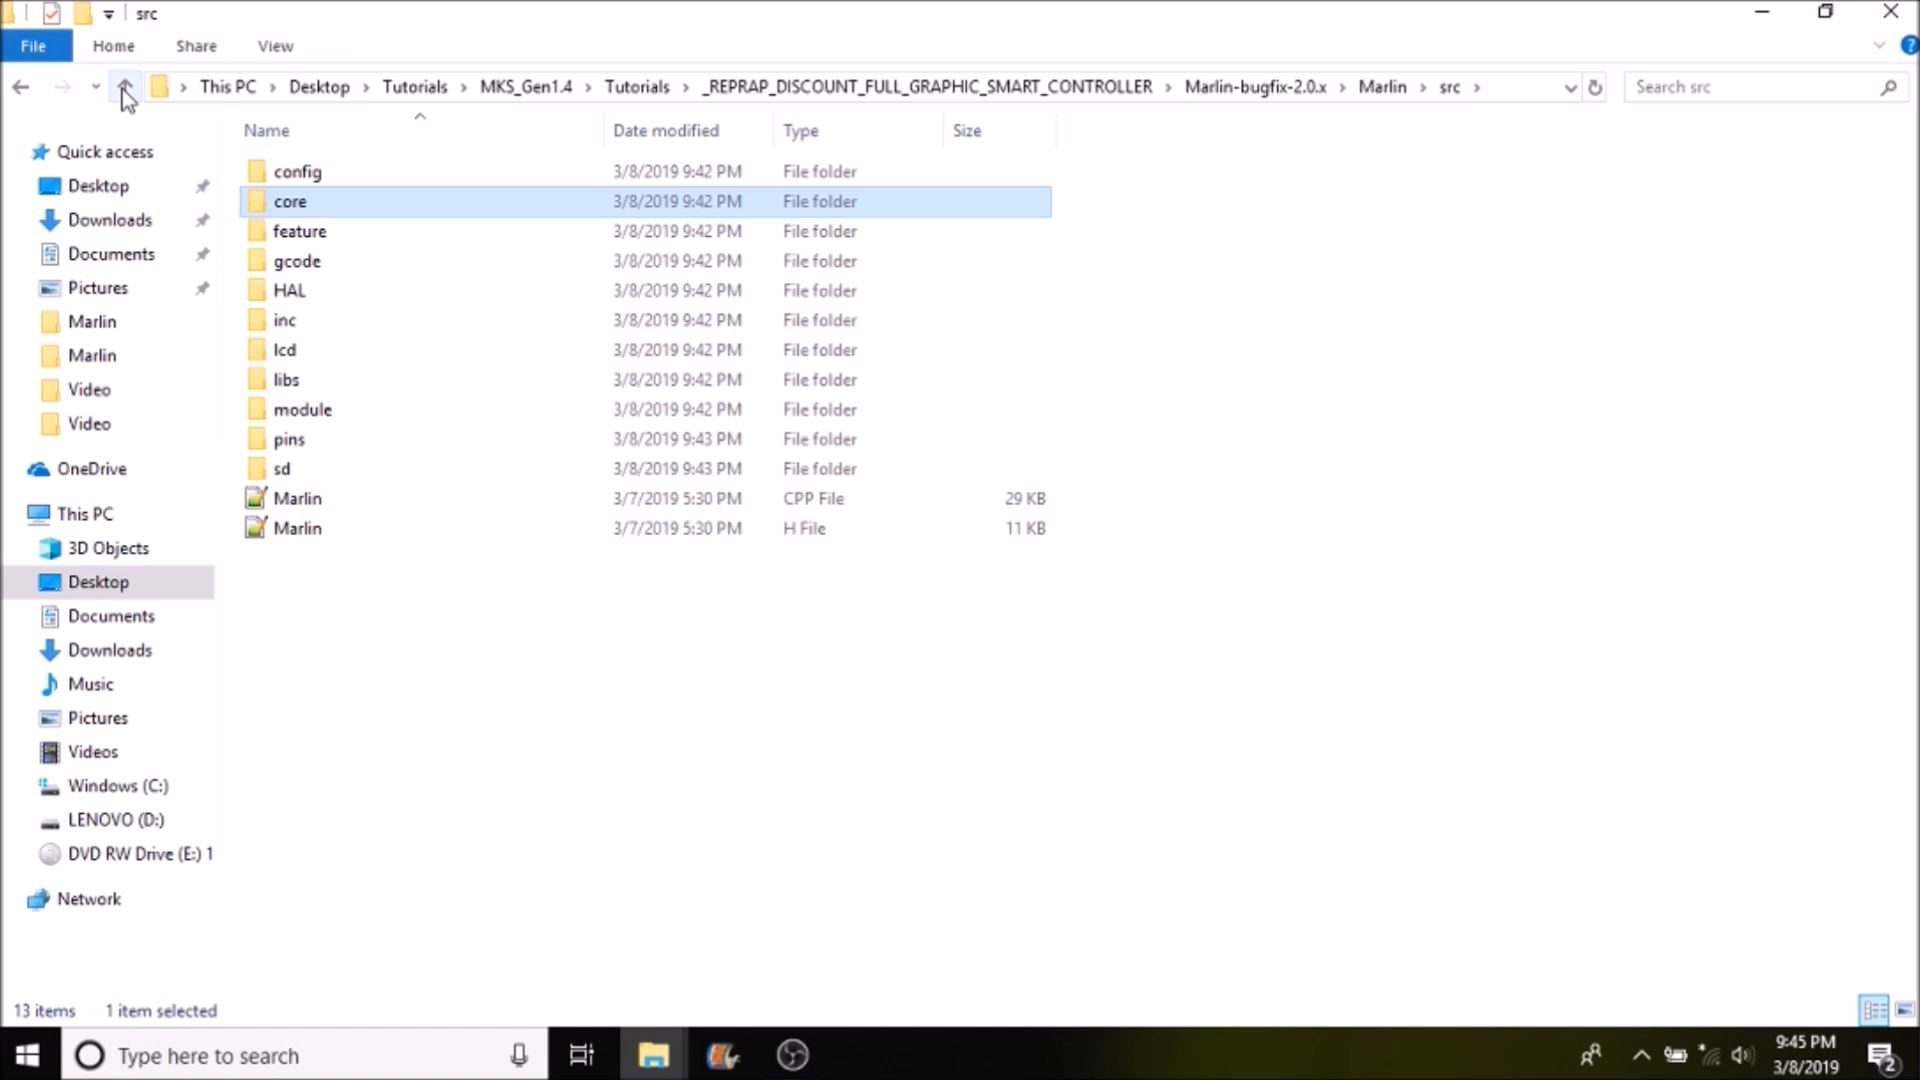 src
File Home Share View
This PC Desktop Tutorials MKS_Gen1.4 Tutorials _REPRAP_DISCOUNT_FULL_GRAPHIC_SMART_CONTROLLER Marlin-bugfix-2.0.x Marlin src Search src
Name Date modified Type Size
Quick access
Desktop
Downloads
Documents
Pictures
Marlin
Marlin
Video
Video
OneDrive
This PC
3D Objects
Desktop
Documents
Downloads
Music
Pictures
Videos
Windows (C:)
LENOVO (D:)
DVD RW Drive (E:) 1
Network
config 3/8/2019 9:42 PM File folder
core 3/8/2019 9:42 PM File folder
feature 3/8/2019 9:42 PM File folder
gcode 3/8/2019 9:42 PM File folder
HAL 3/8/2019 9:42 PM File folder
inc 3/8/2019 9:42 PM File folder
lcd 3/8/2019 9:42 PM File folder
libs 3/8/2019 9:42 PM File folder
module 3/8/2019 9:42 PM File folder
pins 3/8/2019 9:43 PM File folder
sd 3/8/2019 9:43 PM File folder
Marlin 3/7/2019 5:30 PM CPP File 29 KB
Marlin 3/7/2019 5:30 PM H File 11 KB
13 items 1 item selected
Type here to search
9:45 PM
3/8/2019
2